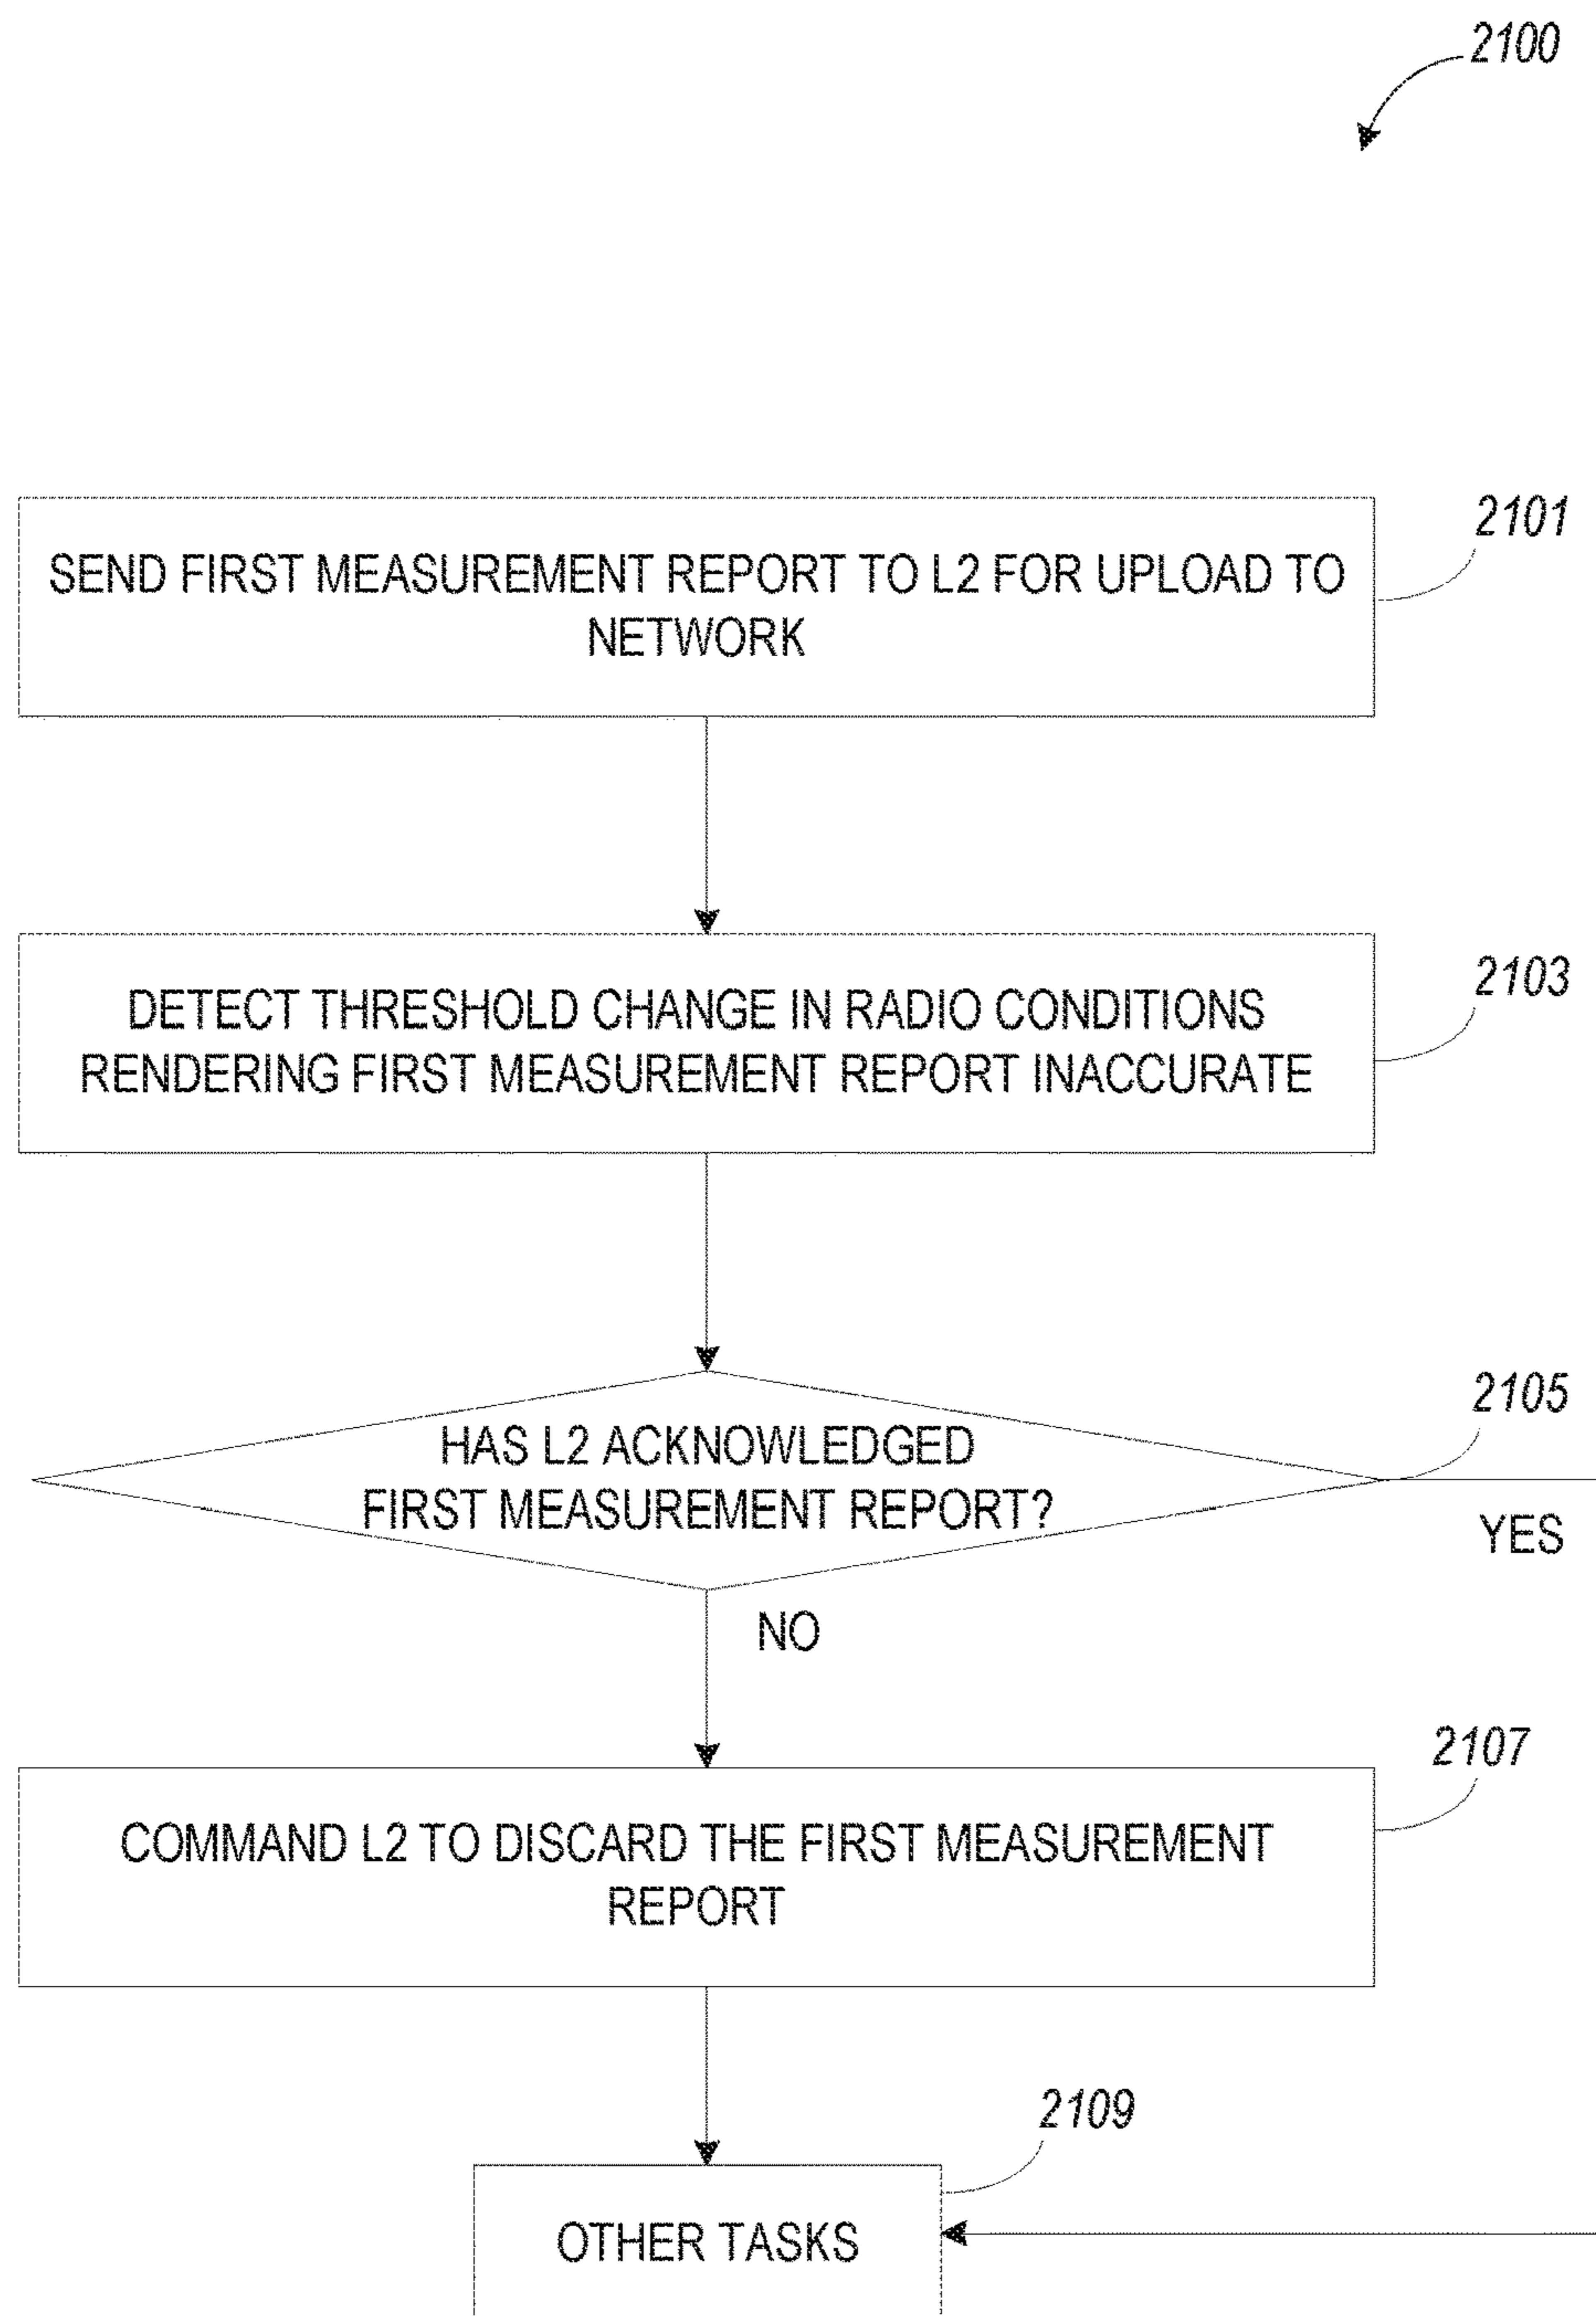 2100
SEND FIRST MEASUREMENT REPORT TO L2 FOR UPLOAD TO
NETWORK
2101
DETECT THRESHOLD CHANGE IN RADIO CONDITIONS
RENDERING FIRST MEASUREMENT REPORT INACCURATE
2103
HAS L2 ACKNOWLEDGED
FIRST MEASUREMENT REPORT?
2105
YES
NO
COMMAND L2 TO DISCARD THE FIRST MEASUREMENT
REPORT
2107
OTHER TASKS
2109